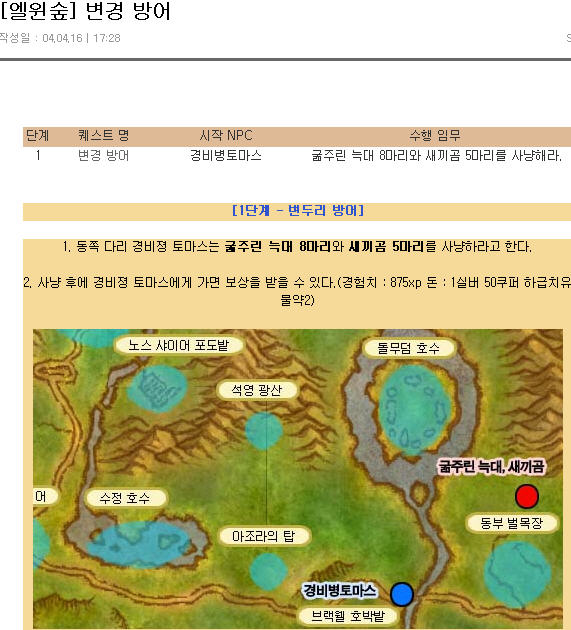 [엘윈숲] 변경 방어
작성일 : 04.04.16 | 17:28
S
단계 퀘스트 명 시작 NPC 수행 임무
1 변경 방어 경비병토마스 굶주린 늑대 8마리와 새끼곰 5마리를 사냥해라.
[1단계 - 변두리 방어]
1. 동쪽 다리 경비졍 토마스는 굶주린 늑대 8마리와 새끼곰 5마리를 사냥하라고 한다.
2. 사냥 후에 경비졍 토마스에게 가면 보상을 받을 수 있다.(경험치 : 875xp 돈 : 1실버 50쿠퍼 하급치유
물약2)
노스 샤이어 포도밭
돌무덤 호수
석영 광산
굶주린 늑대, 새끼곰
어
수정 호수
동부 벌목장
아조라의 탑
경비병토마스
브랙웰 호박밭